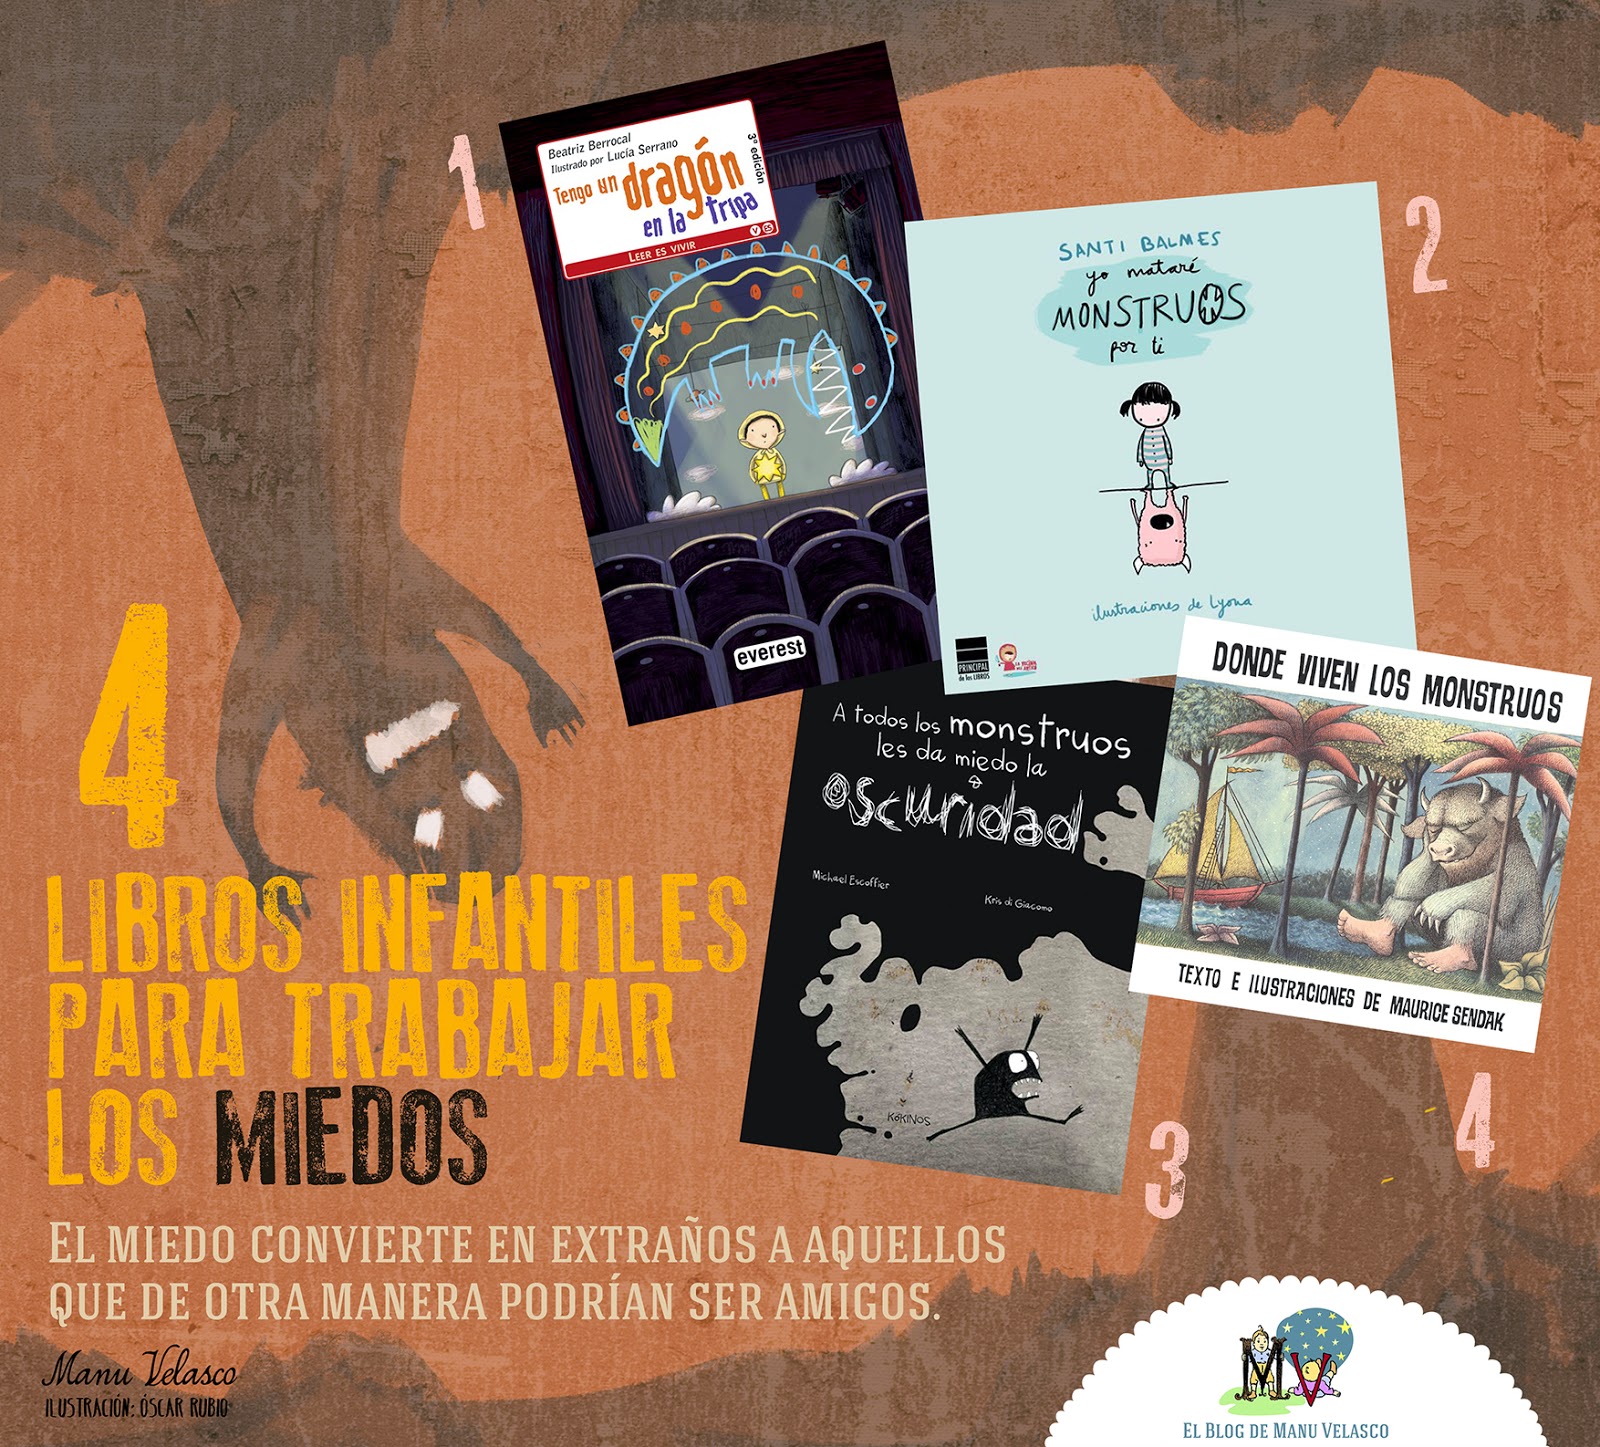 1
Beatriz Berrocal
Ilustrado por Lucía Serrano
3ª edición
Tengo un dragón
en la tripa
LEER ES VIVIR
everest
2
SANTI BALMES
yo mataré
MONSTRUOS
por ti
ilustraciones de Lyona
PRINCIPAL
de los LIBROS
A todos los monstruos
les da miedo la
oscuridad
Michael Escoffier
Kris di Giacomo
KóKINOS
3
DONDE VIVEN LOS MONSTRUOS
TEXTO E ILUSTRACIONES DE MAURICE SENDAK
4
4
LIBROS INFANTILES
PARA TRABAJAR
LOS MIEDOS
EL MIEDO CONVIERTE EN EXTRAÑOS A AQUELLOS
QUE DE OTRA MANERA PODRÍAN SER AMIGOS.
Manu Velasco
ILUSTRACIÓN: ÓSCAR RUBIO
M V
EL BLOG DE MANU VELASCO